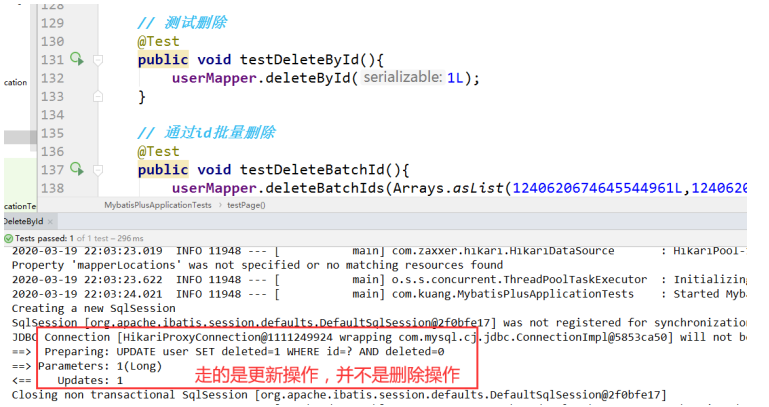 128
129 // 测试删除
130 @Test
131 public void testDeleteById(){
132 userMapper.deleteById( serializable: 1L);
133 }
134
135 // 通过id批量删除
136 @Test
137 public void testDeleteBatchId(){
138 userMapper.deleteBatchIds(Arrays.asList(1240620674645544961L,124062
cation
cationTe
MybatisPlusApplicationTests › testPage()
DeleteById ×
Tests passed: 1 of 1 test – 296 ms
2020-03-19 22:03:23.019 INFO 11948 --- [ main] com.zaxxer.hikari.HikariDataSource : HikariPool-
Property 'mapperLocations' was not specified or no matching resources found
2020-03-19 22:03:23.622 INFO 11948 --- [ main] o.s.s.concurrent.ThreadPoolTaskExecutor : Initializing
2020-03-19 22:03:24.021 INFO 11948 --- [ main] com.kuang.MybatisPlusApplicationTests : Started Myb
Creating a new SqlSession
SqlSession [org.apache.ibatis.session.defaults.DefaultSqlSession@2f0bfe17] was not registered for synchronization
JDBC Connection [HikariProxyConnection@1111249924 wrapping com.mysql.cj.jdbc.ConnectionImpl@5853ca50] will not be
==> Preparing: UPDATE user SET deleted=1 WHERE id=? AND deleted=0
==> Parameters: 1(Long)
<== Updates: 1
走的是更新操作，并不是删除操作
Closing non transactional SqlSession [org.apache.ibatis.session.defaults.DefaultSqlSession@2f0bfe17]